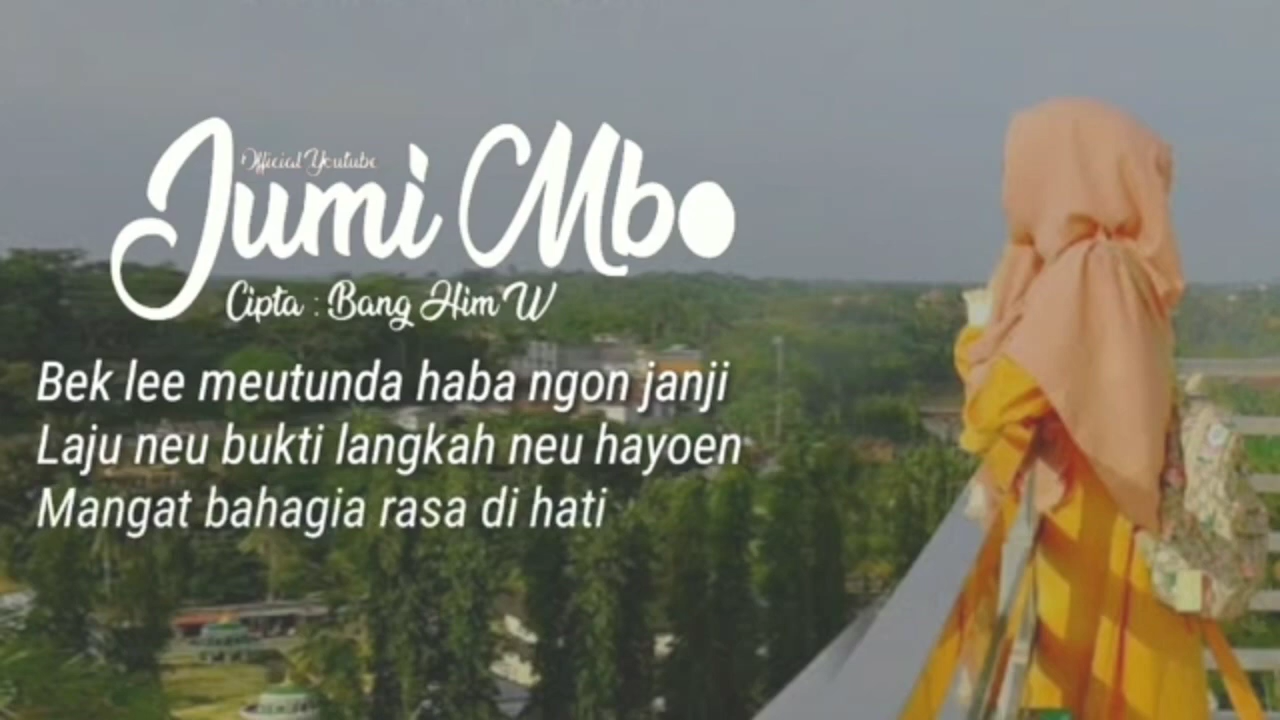 Official Youtube
Jumi Mbo
Cipta : Bang Him W
Bek lee meutunda haba ngon janji
Laju neu bukti langkah neu hayoen
Mangat bahagia rasa di hati